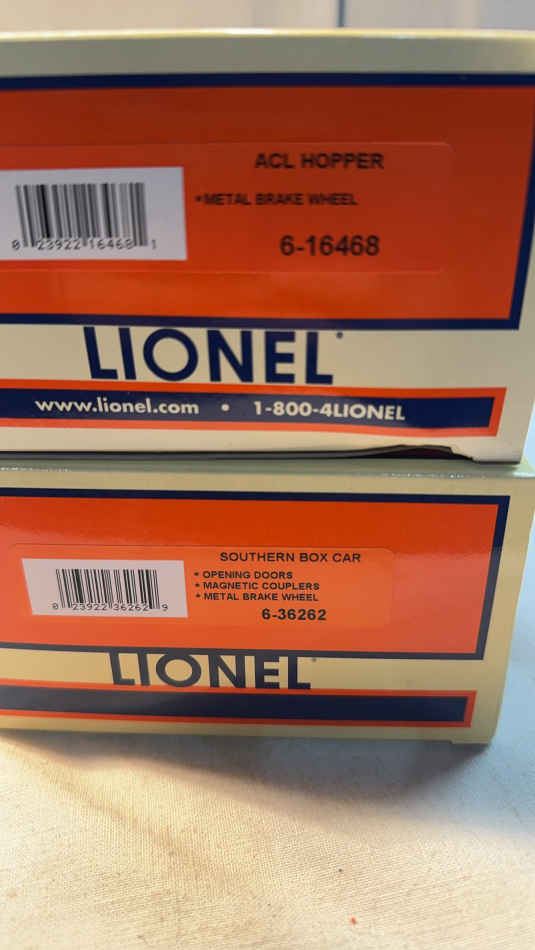 ACL HOPPER
*METAL BRAKE WHEEL
6-16468
0 23922 16468 1
LIONEL
www.lionel.com • 1-800-4LIONEL
SOUTHERN BOX CAR
* OPENING DOORS
* MAGNETIC COUPLERS
* METAL BRAKE WHEEL
6-36262
0 23922 36262 9
LIONEL